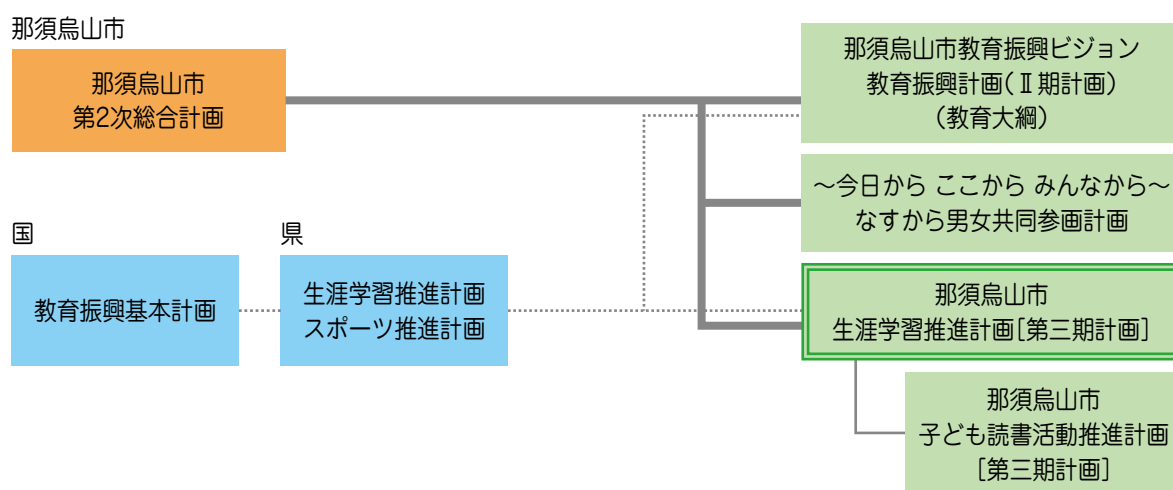 那須烏山市
那須烏山市
第2次総合計画
那須烏山市教育振興ビジョン
教育振興計画(Ⅱ期計画)
(教育大綱)
～今日から ここから みんなから～
なすから男女共同参画計画
国
教育振興基本計画
県
生涯学習推進計画
スポーツ推進計画
那須烏山市
生涯学習推進計画[第三期計画]
那須烏山市
子ども読書活動推進計画
[第三期計画]